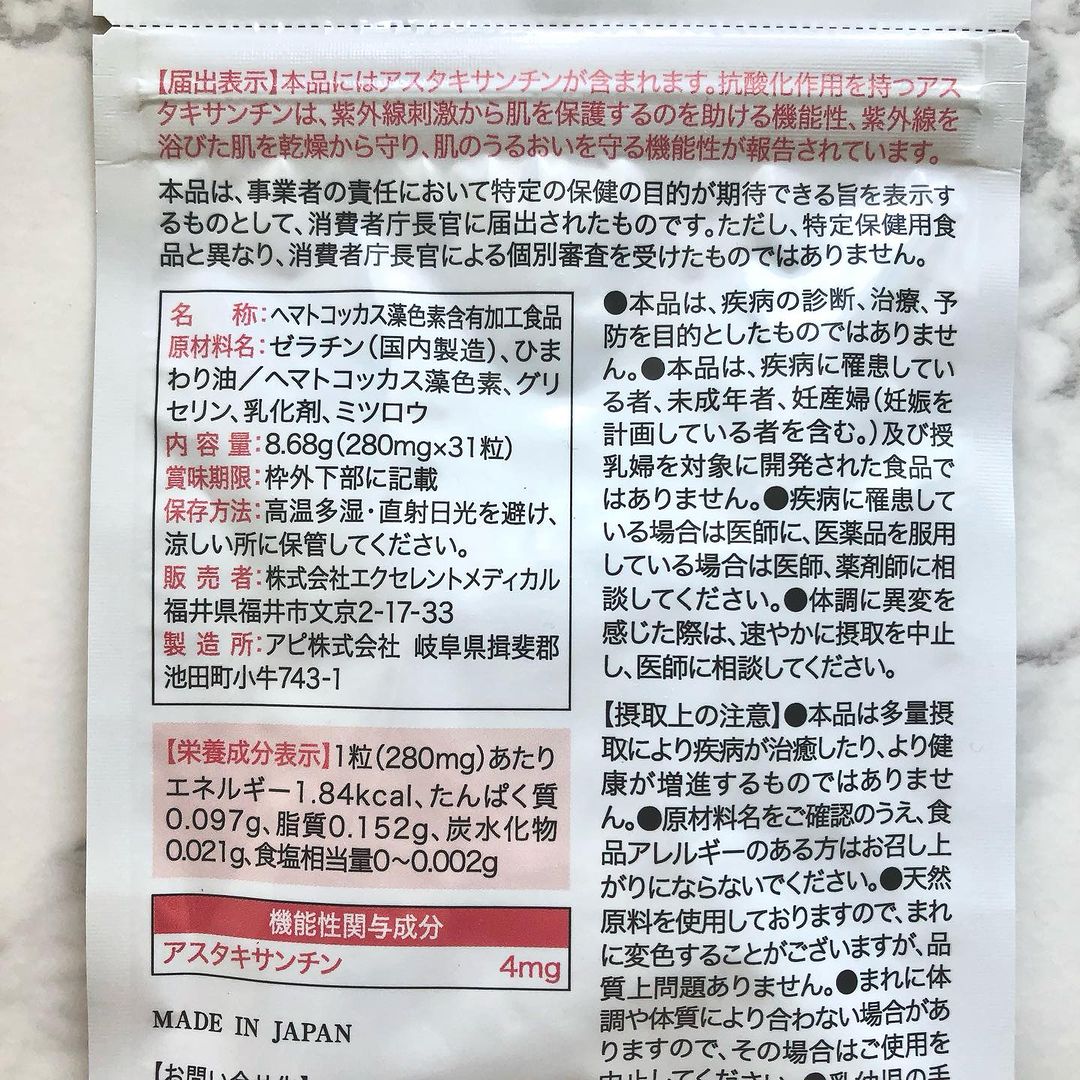 【届出表示】本品にはアスタキサンチンが含まれます。抗酸化作用を持つアス
タキサンチンは、紫外線刺激から肌を保護するのを助ける機能性、紫外線を
浴びた肌を乾燥から守り、肌のうるおいを守る機能性が報告されています。
本品は、事業者の責任において特定の保健の目的が期待できる旨を表示す
るものとして、消費者庁長官に届出されたものです。ただし、特定保健用食
品と異なり、消費者庁長官による個別審査を受けたものではありません。
名称:ヘマトコッカス藻色素含有加工食品
原材料名:ゼラチン(国内製造)、ひま
わり油/ヘマトコッカス藻色素、グリ
セリン、乳化剤、ミツロウ
内容量:8.68g(280mg×31粒)
賞味期限:枠外下部に記載
保存方法:高温多湿・直射日光を避け、
涼しい所に保管してください。
販売者:株式会社エクセレントメディカル
福井県福井市文京2-17-33
製造所:アピ株式会社 岐阜県揖斐郡
池田町小牛743-1
【栄養成分表示】1粒(280mg)あたり
エネルギー1.84kcal、たんぱく質
0.097g、脂質0.152g、炭水化物
0.021g、食塩相当量0～0.002g
機能性関与成分
アスタキサンチン 4mg
MADE IN JAPAN
【お問い合せ先】
●本品は、疾病の診断、治療、予
防を目的としたものではありませ
ん。●本品は、疾病に罹患してい
る者、未成年者、妊産婦(妊娠を
計画している者を含む。)及び授
乳婦を対象に開発された食品で
はありません。●疾病に罹患して
いる場合は医師に、医薬品を服用
している場合は医師、薬剤師に相
談してください。●体調に異変を
感じた際は、速やかに摂取を中止
し、医師に相談してください。
【摂取上の注意】●本品は多量摂
取により疾病が治癒したり、より健
康が増進するものではありませ
ん。●原材料名をご確認のうえ、食
品アレルギーのある方はお召し上
がりにならないでください。●天然
原料を使用しておりますので、まれ
に変色することがございますが、品
質上問題ありません。●まれに体
調や体質により合わない場合があ
りますので、その場合はご使用を
中止してください。●乳幼児の手